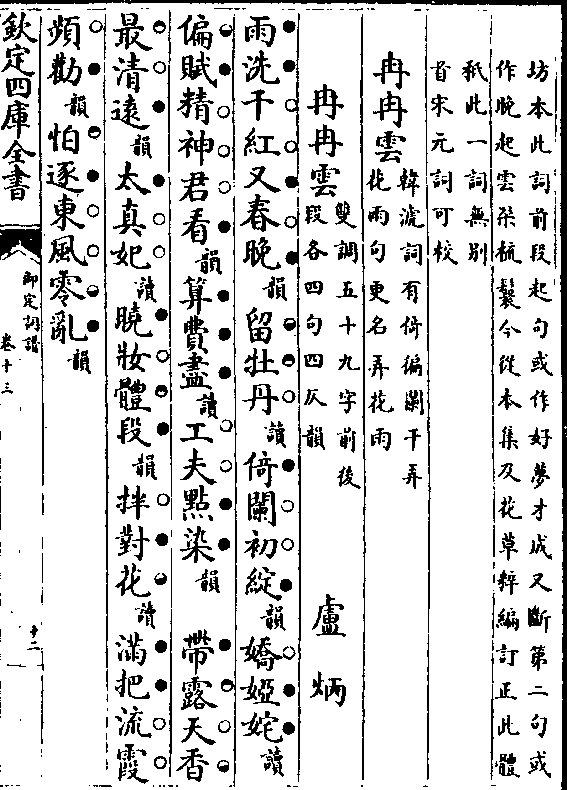 坊本此詞前段起句或作好夢才成又斷第二句或
作晚起雲朶梳鬟今從本集及花草粹編訂正此體
秖此一詞無別
首宋元詞可校
冉冉雲
韓淲詞有倚徧闌干弄
花雨句更名弄花雨
冉冉雲
雙調五十九字前後
段各四句四仄韻
盧炳
雨洗千紅又春晚韻留牡丹讀倚闌初綻韻嬌婭姹讀
偏賦精神君看韻算費盡讀工夫點染韻 帶露天香
最清遠韻太真妃讀曉妝體段韻拌對花讀滿把流霞
頻勸韻怕逐東風零亂韻
欽定四庫全書
御定詞譜
卷十三
十二